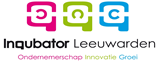 Inqubator Leeuwarden
Ondernemerschap Innovatie Groei